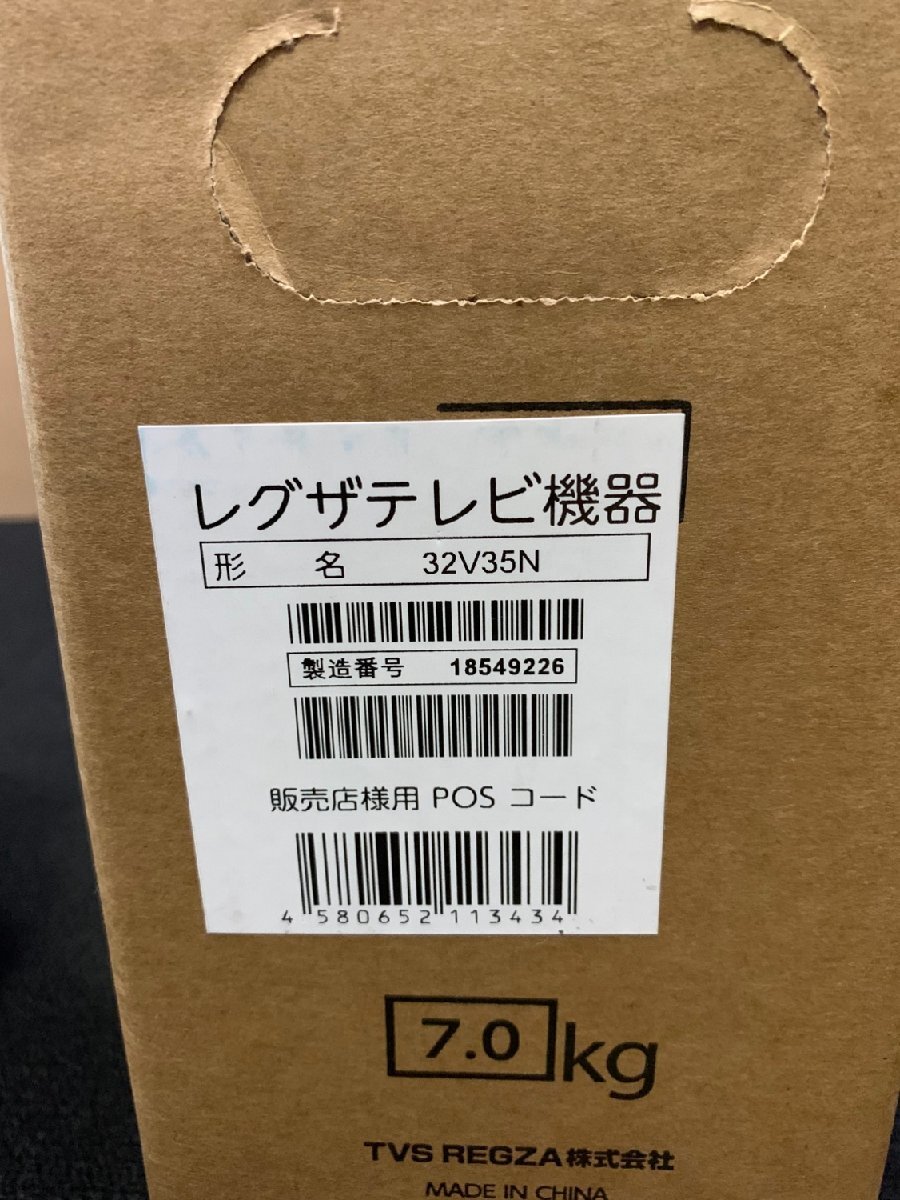 レグザテレビ機器
形 名 32V35N
製造番号 18549226
販売店様用 POS コード
4 580652 113434
7.0 kg
TVS REGZA株式会社
MADE IN CHINA